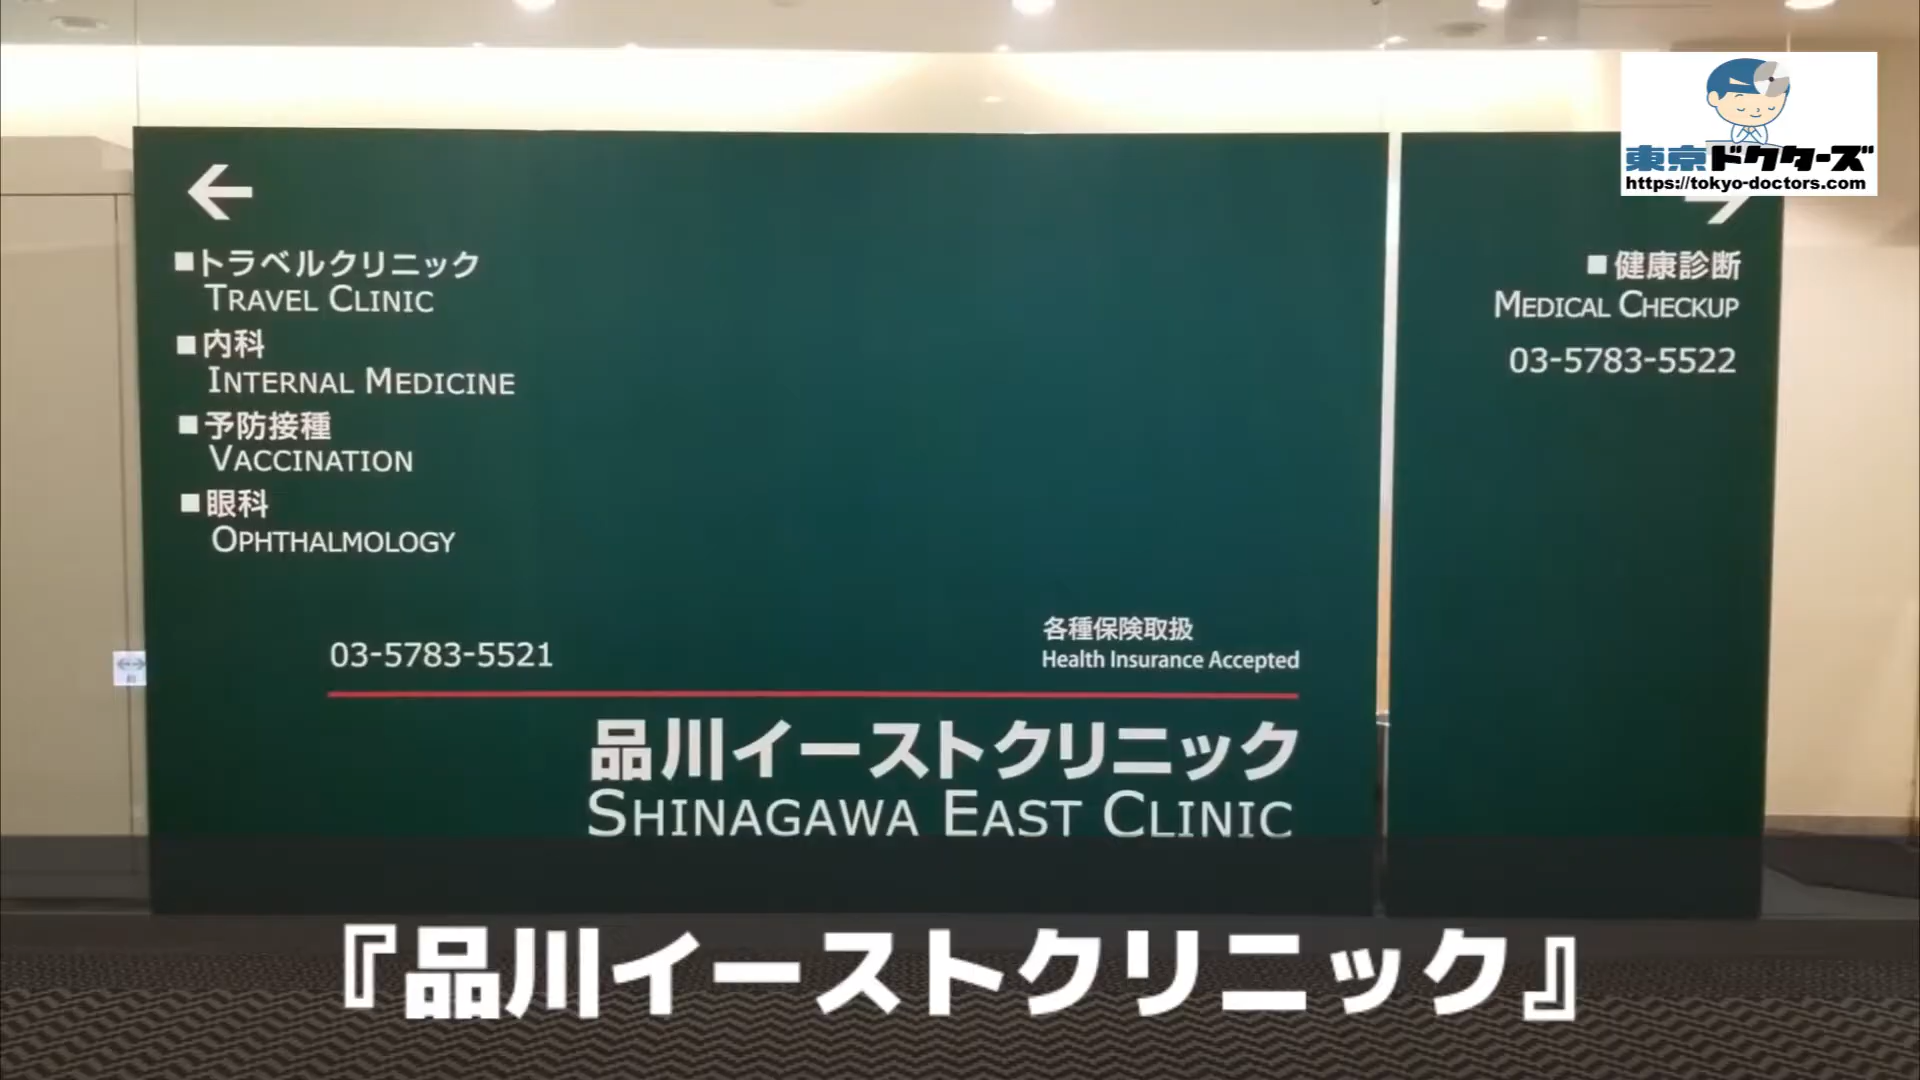 東京ドクターズ
https://tokyo-doctors.com
■トラベルクリニック
TRAVEL CLINIC
■内科
INTERNAL MEDICINE
■予防接種
VACCINATION
■眼科
OPHTHALMOLOGY
03-5783-5521
各種保険取扱
Health Insurance Accepted
品川イーストクリニック
SHINAGAWA EAST CLINIC
■健康診断
MEDICAL CHECKUP
03-5783-5522
『品川イーストクリニック』